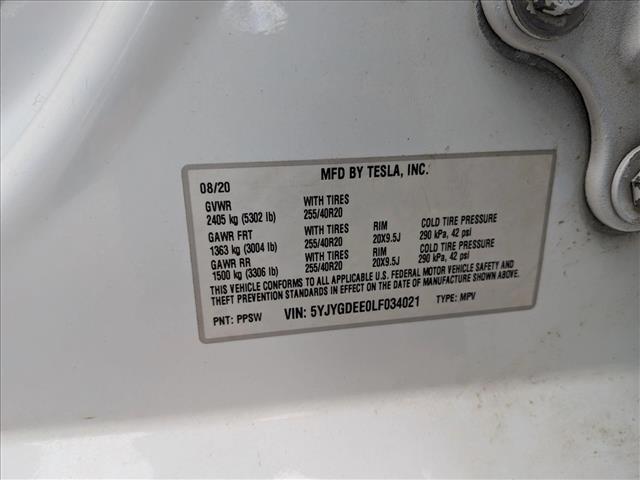 MFD BY TESLA, INC.
08/20
GVWR WITH TIRES
2405 kg (5302 lb) 255/40R20
GAWR FRT WITH TIRES RIM COLD TIRE PRESSURE
1363 kg (3004 lb) 255/40R20 20X9.5J 290 kPa, 42 psi
GAWR RR WITH TIRES RIM COLD TIRE PRESSURE
1500 kg (3306 lb) 255/40R20 20X9.5J 290 kPa, 42 psi
THIS VEHICLE CONFORMS TO ALL APPLICABLE U.S. FEDERAL MOTOR VEHICLE SAFETY AND
THEFT PREVENTION STANDARDS IN EFFECT ON THE DATE OF MANUFACTURE SHOWN ABOVE.
PNT: PPSW VIN: 5YJYGDEE0LF034021 TYPE: MPV